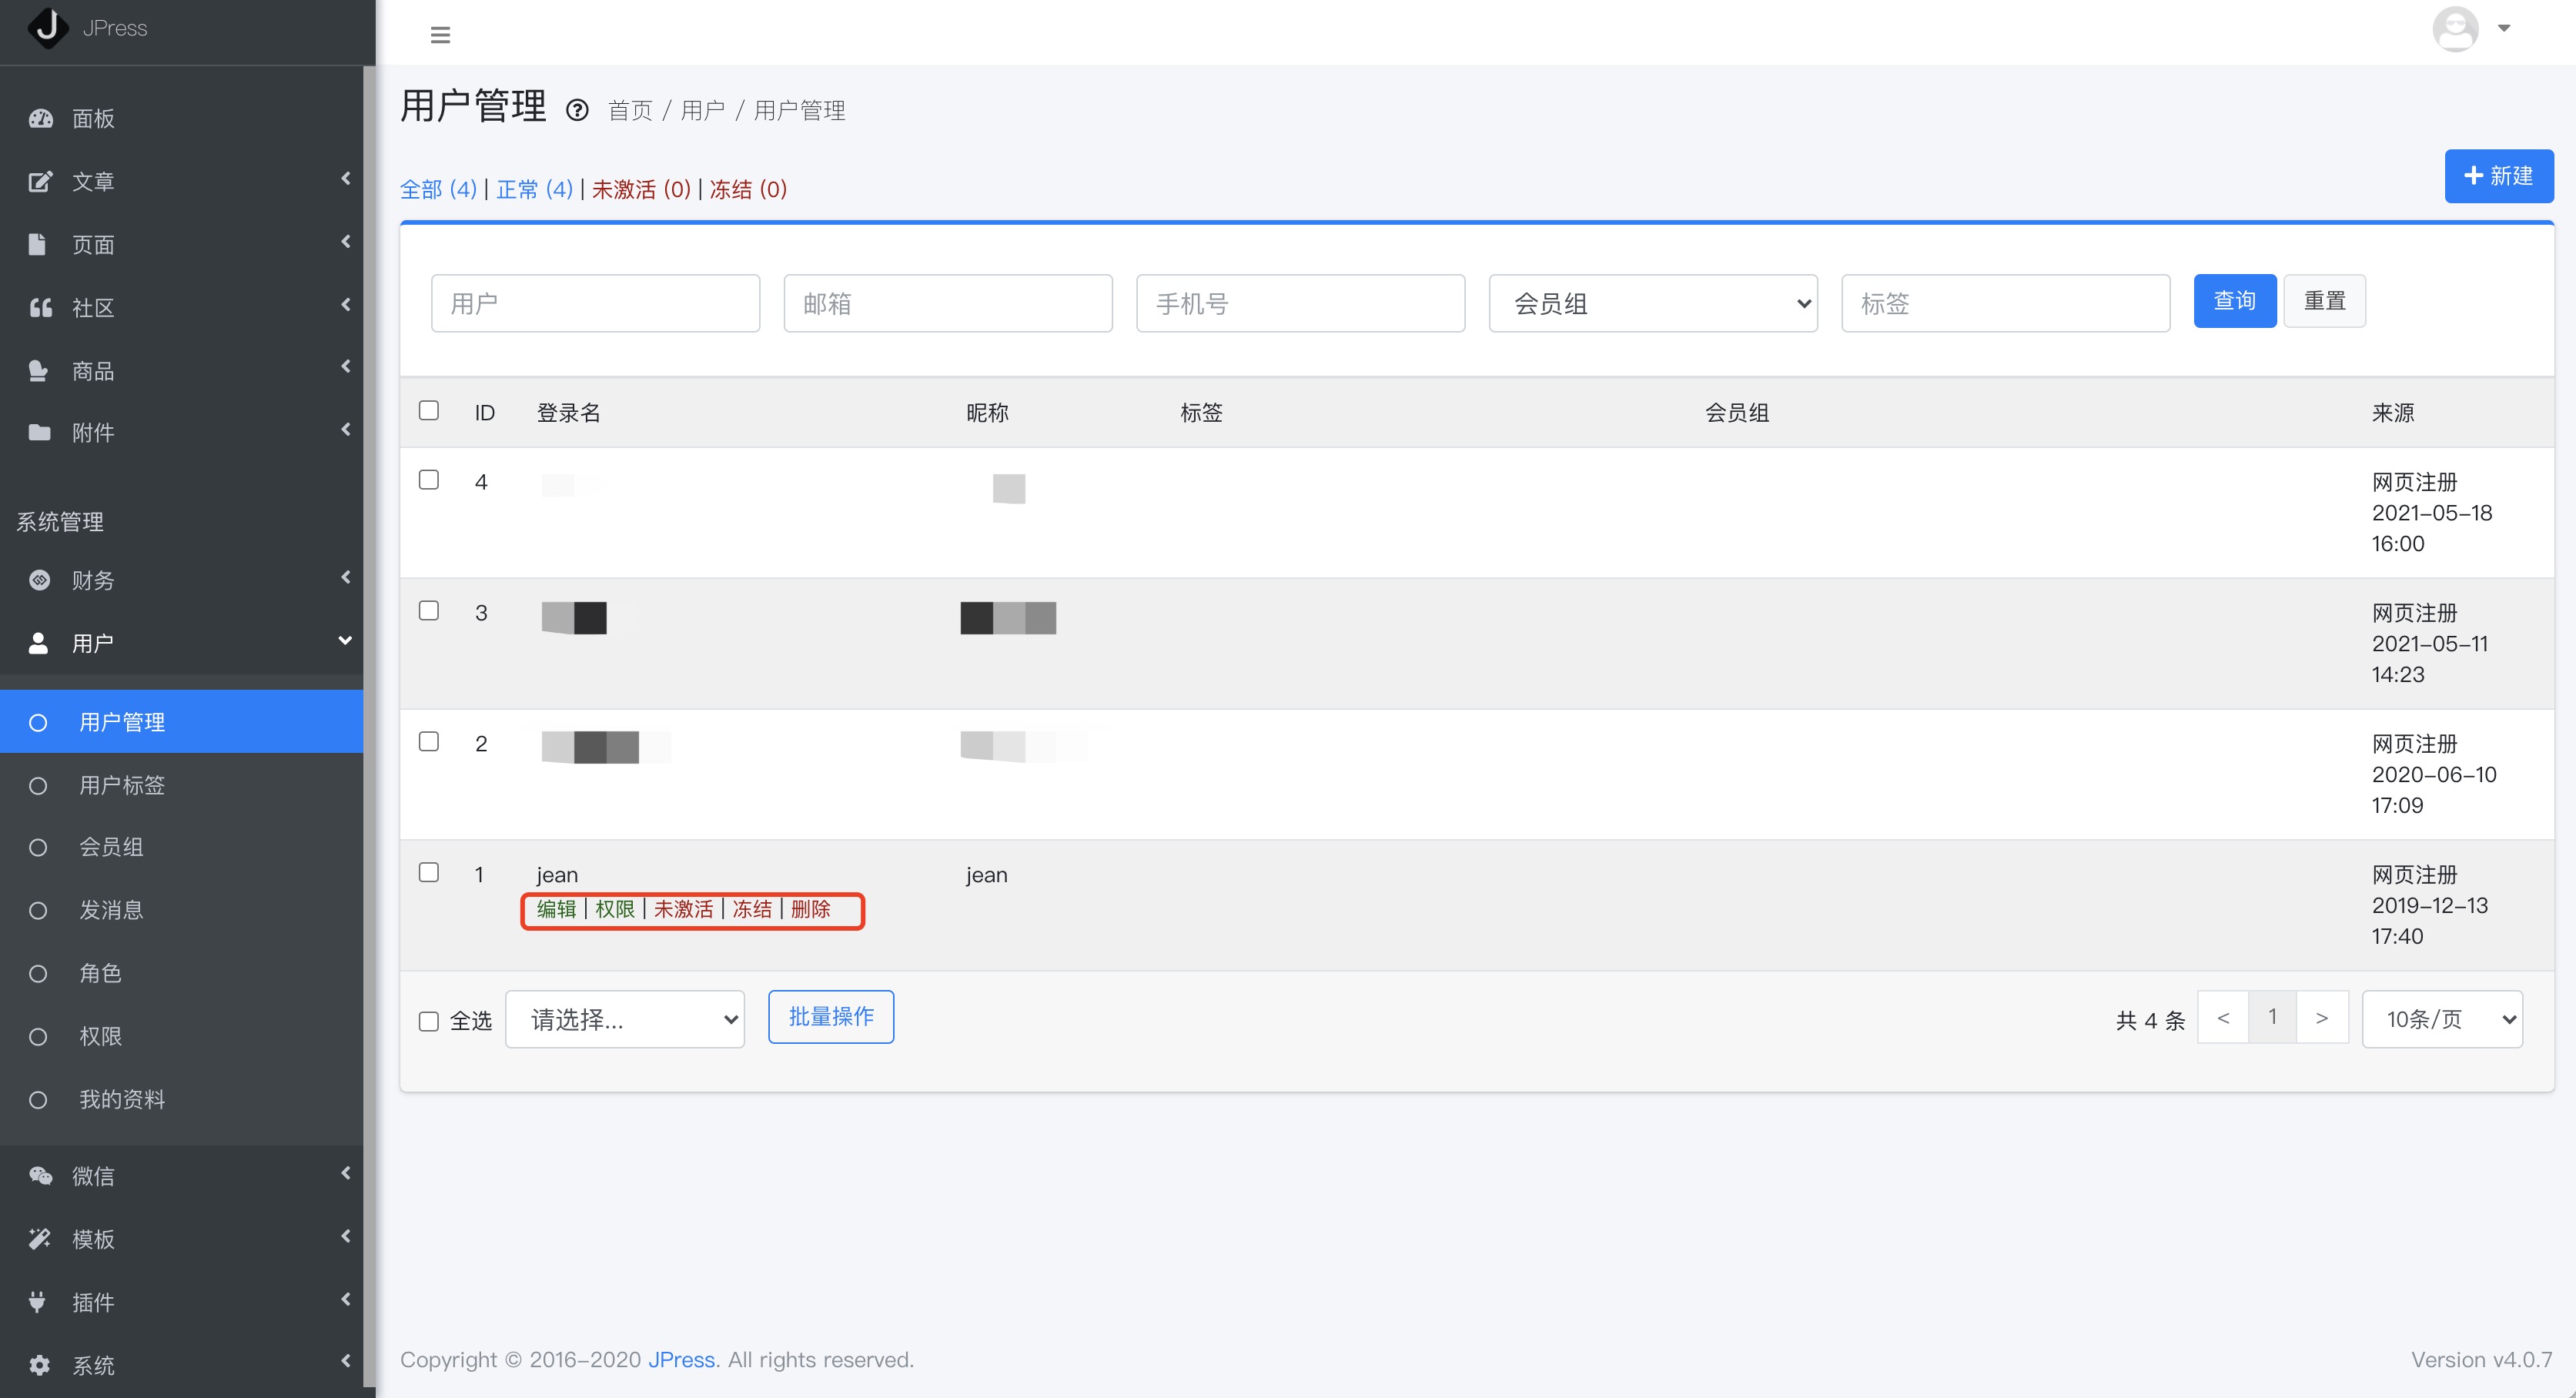 JPress
面板
文章
页面
社区
商品
附件
系统管理
财务
用户
用户管理
用户标签
会员组
发消息
角色
权限
我的资料
微信
模板
插件
系统
用户管理 首页 / 用户 / 用户管理
全部 (4) | 正常 (4) | 未激活 (0) | 冻结 (0)
新建
用户 邮箱 手机号 会员组 标签 查询 重置
ID 登录名 昵称 标签 会员组 来源
4 网页注册
2021-05-18
16:00
3 网页注册
2021-05-11
14:23
2 网页注册
2020-06-10
17:09
1 jean jean 网页注册
编辑 | 权限 | 未激活 | 冻结 | 删除 2019-12-13
17:40
全选 请选择... 批量操作 共 4 条 < 1 > 10条/页
Copyright © 2016-2020 JPress. All rights reserved. Version v4.0.7